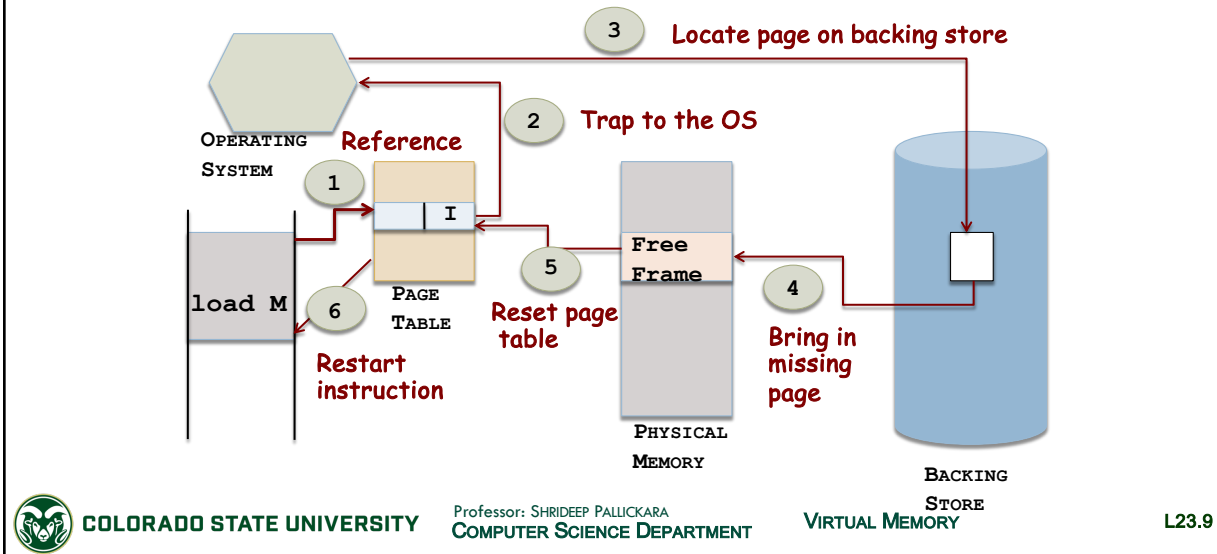 3
Locate page on backing store
2
Trap to the OS
OPERATING
SYSTEM
Reference
1
I
load M
PAGE
TABLE
6
Restart
instruction
5
Reset page
table
Free
Frame
PHYSICAL
MEMORY
4
Bring in
missing
page
BACKING
STORE
COLORADO STATE UNIVERSITY
Professor: SHRIDEEP PALLICKARA
COMPUTER SCIENCE DEPARTMENT
VIRTUAL MEMORY
L23.9